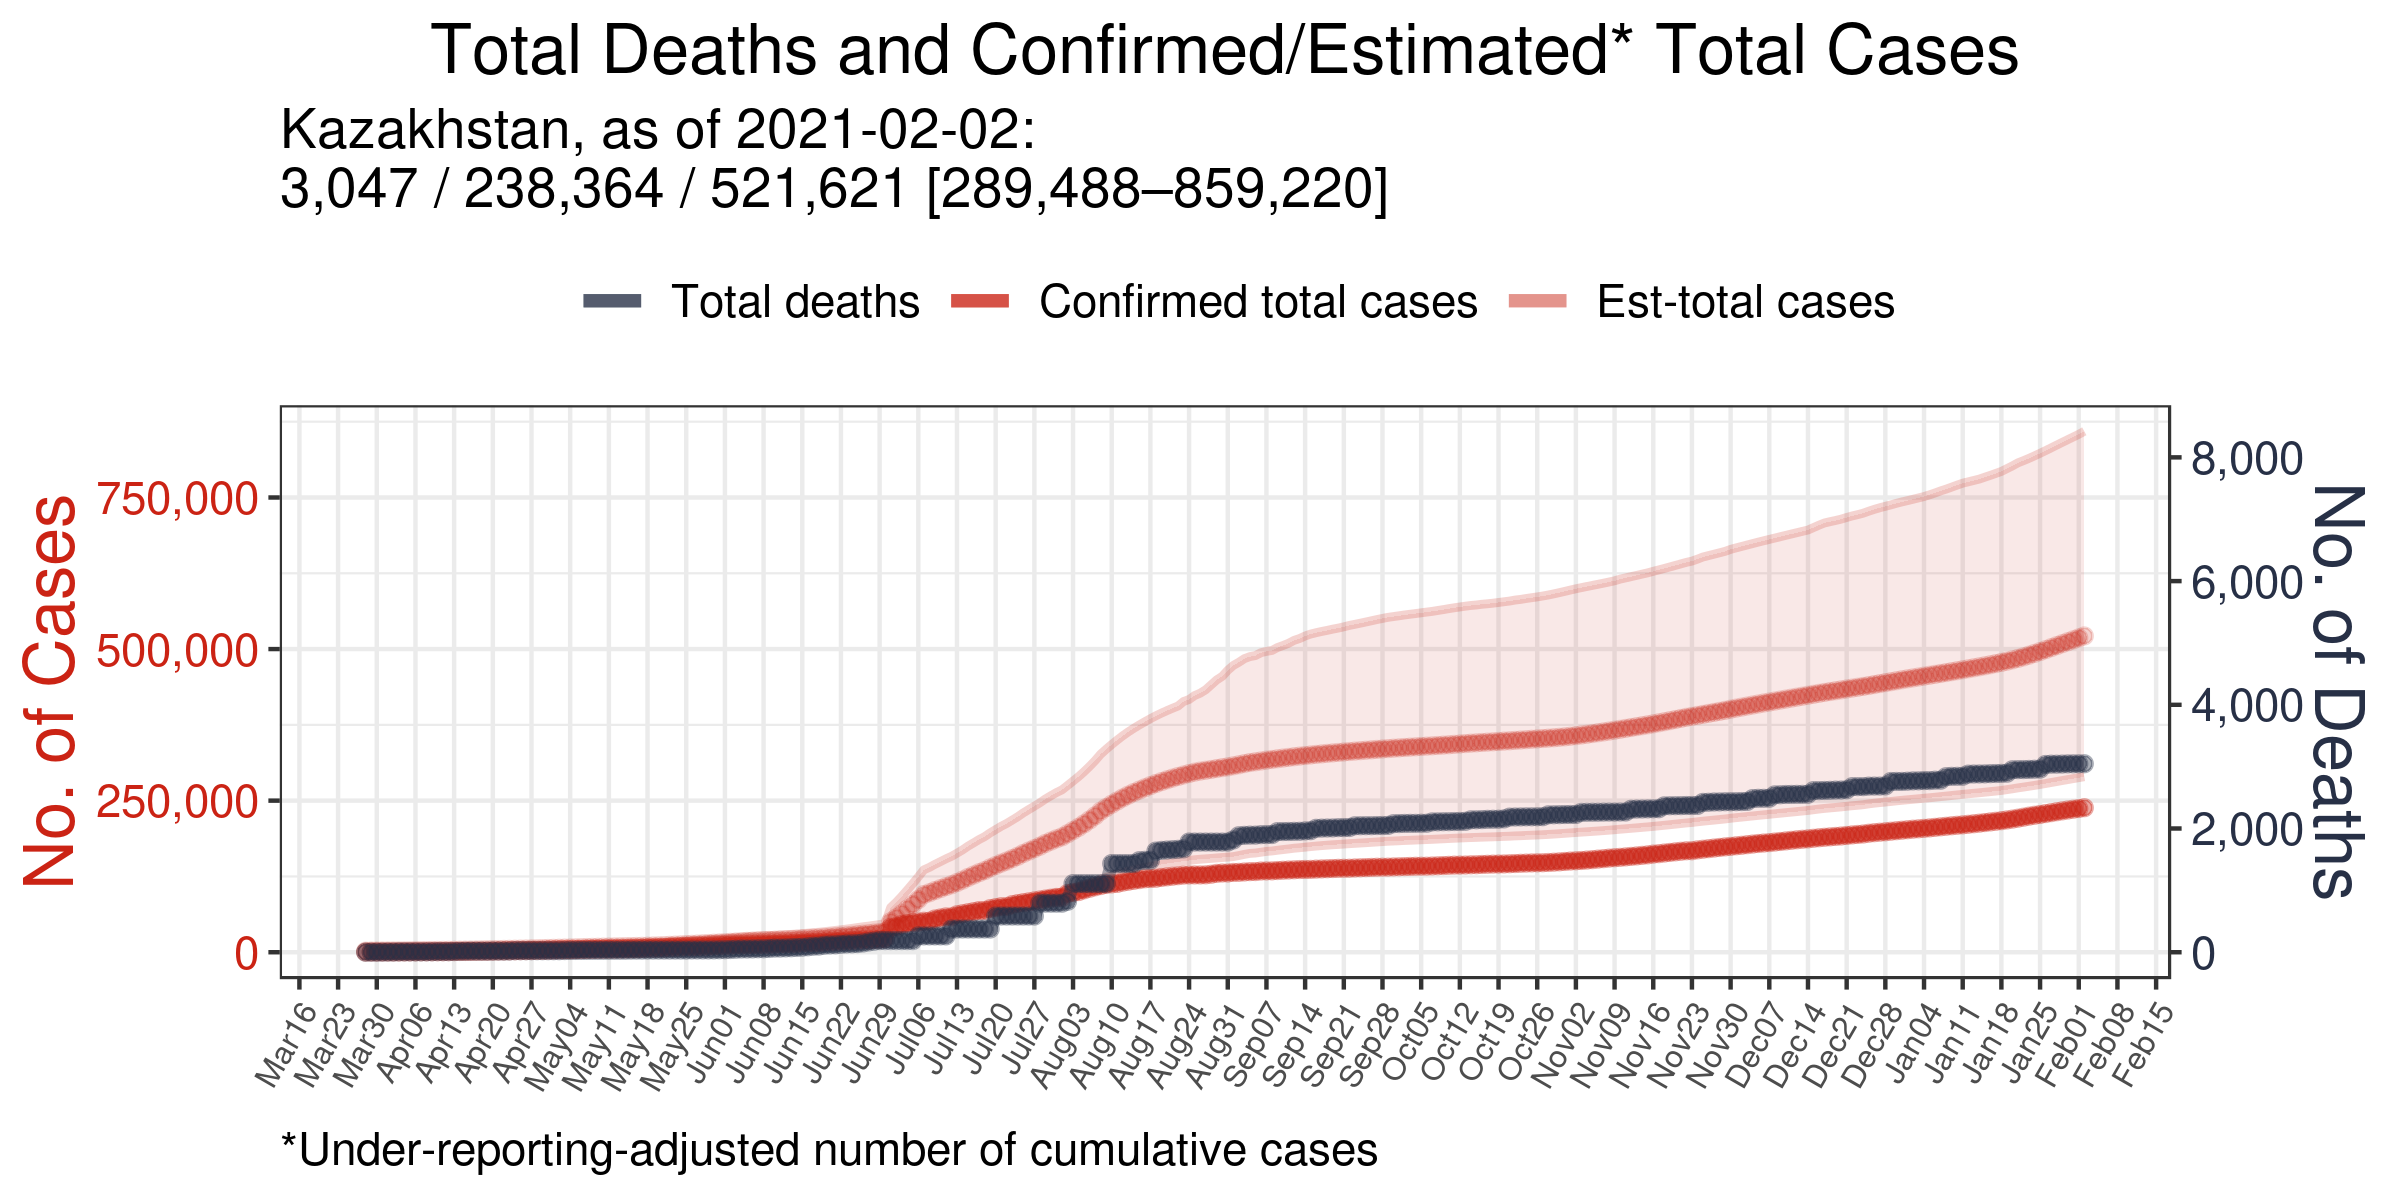 Total Deaths and Confirmed/Estimated* Total Cases
Kazakhstan, as of 2021-02-02:
3,047 / 238,364 / 521,621 [289,488–859,220]
Total deaths
Confirmed total cases
Est-total cases
No. of Cases
750,000
500,000
250,000
0
8,000
6,000
4,000
2,000
0
No. of Deaths
Mar16
Mar23
Mar30
Apr06
Apr13
Apr20
Apr27
May04
May11
May18
May25
Jun01
Jun08
Jun15
Jun22
Jun29
Jul06
Jul13
Jul20
Jul27
Aug03
Aug10
Aug17
Aug24
Aug31
Sep07
Sep14
Sep21
Sep28
Oct05
Oct12
Oct19
Oct26
Nov02
Nov09
Nov16
Nov23
Nov30
Dec07
Dec14
Dec21
Dec28
Jan04
Jan11
Jan18
Jan25
Feb01
Feb08
Feb15
*Under-reporting-adjusted number of cumulative cases